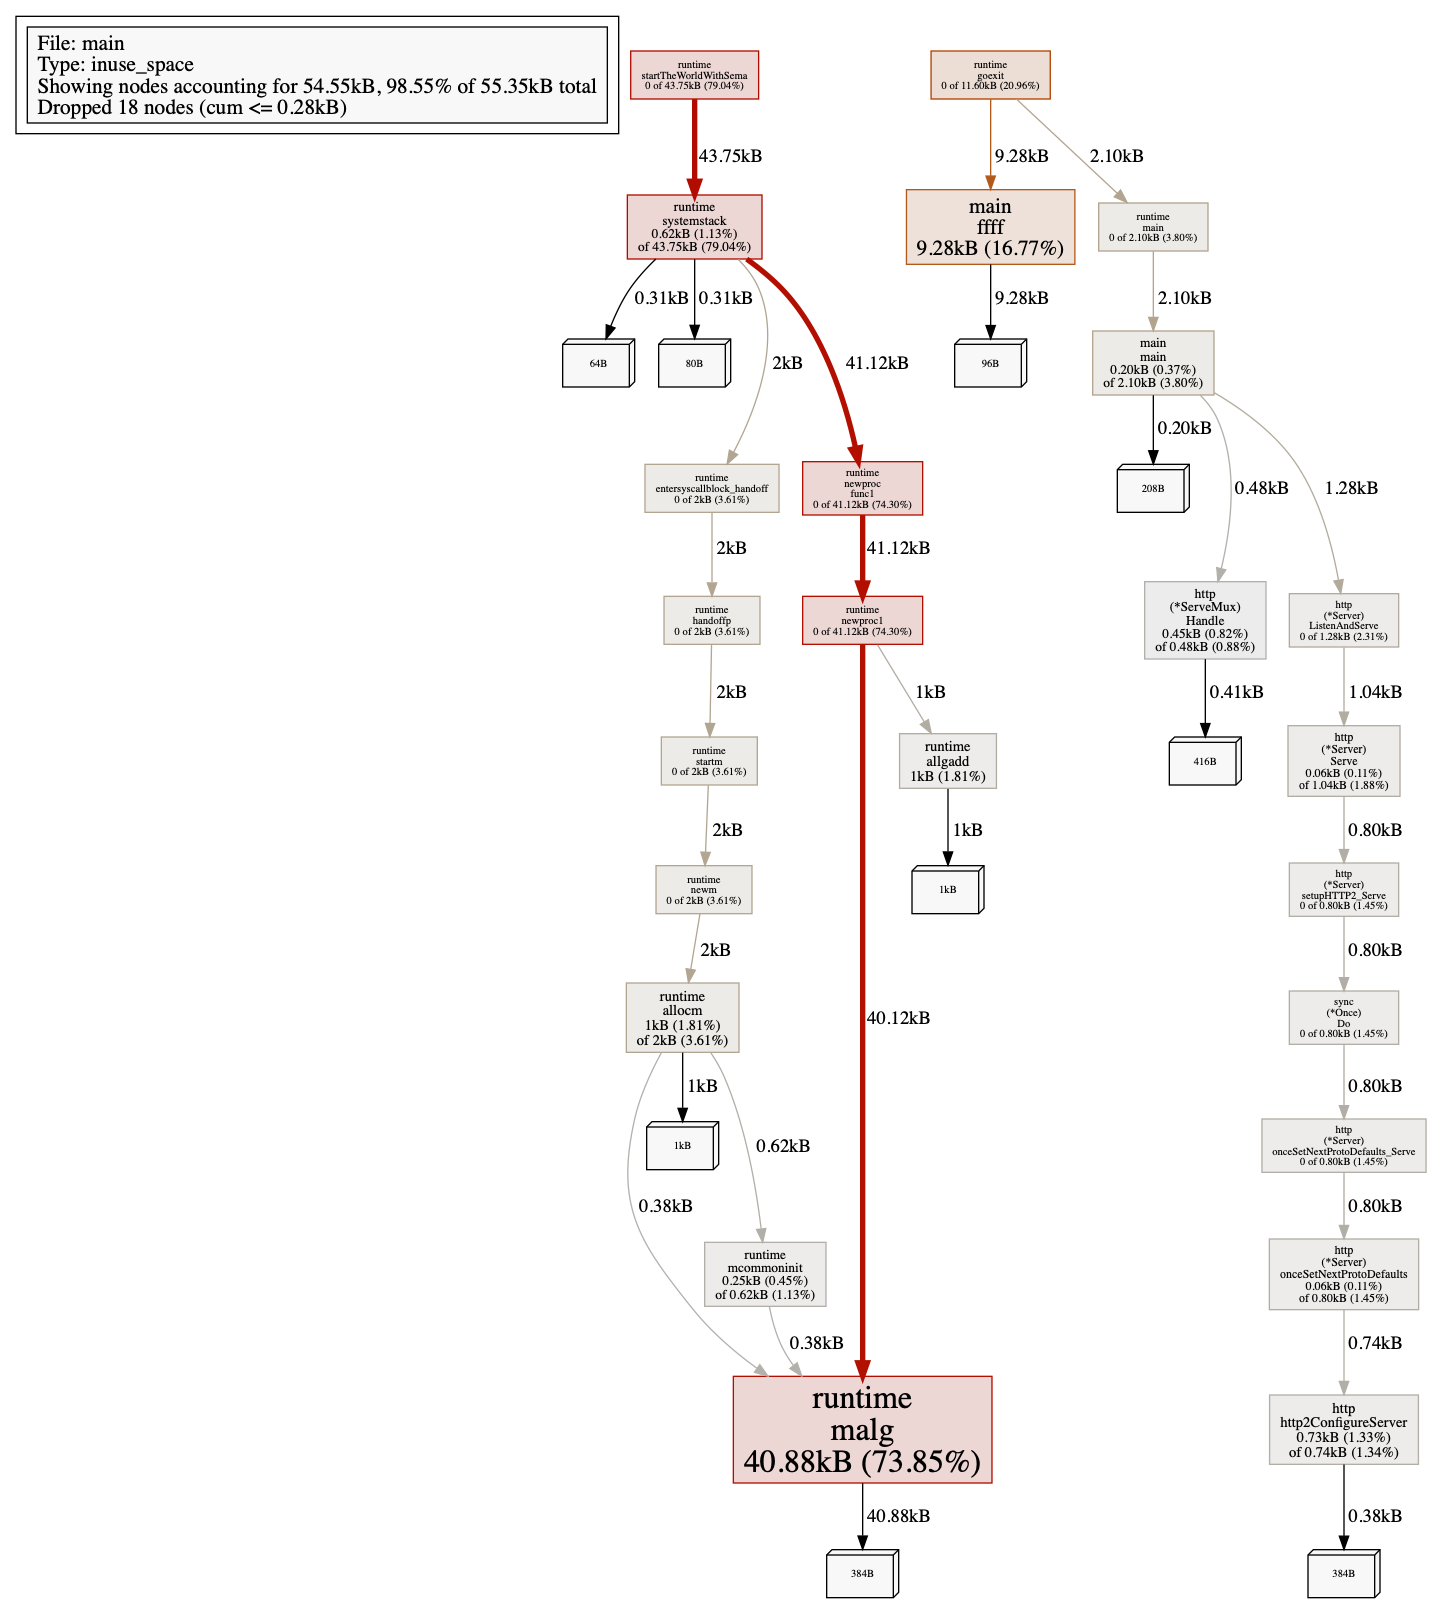 File: main
Type: inuse_space
Showing nodes accounting for 54.55kB, 98.55% of 55.35kB total
Dropped 18 nodes (cum <= 0.28kB)
runtime
startTheWorldWithSema
0 of 43.75kB (79.04%)
runtime
goexit
0 of 11.60kB (20.96%)
43.75kB
9.28kB
2.10kB
runtime
systemstack
0.62kB (1.13%)
of 43.75kB (79.04%)
main
ffff
9.28kB (16.77%)
runtime
main
0 of 2.10kB (3.80%)
0.31kB
0.31kB
2kB
41.12kB
9.28kB
2.10kB
64B
80B
96B
main
main
0.20kB (0.37%)
of 2.10kB (3.80%)
0.20kB
0.48kB
1.28kB
runtime
entersyscallblock_handoff
0 of 2kB (3.61%)
runtime
newproc
func1
0 of 41.12kB (74.30%)
208B
2kB
41.12kB
runtime
handoffp
0 of 2kB (3.61%)
runtime
newproc1
0 of 41.12kB (74.30%)
http
(*ServeMux)
Handle
0.45kB (0.82%)
of 0.48kB (0.88%)
http
(*Server)
ListenAndServe
0 of 1.28kB (2.31%)
2kB
1kB
0.41kB
1.04kB
runtime
startm
0 of 2kB (3.61%)
runtime
allgadd
1kB (1.81%)
416B
http
(*Server)
Serve
0.06kB (0.11%)
of 1.04kB (1.88%)
2kB
1kB
0.80kB
runtime
newm
0 of 2kB (3.61%)
1kB
http
(*Server)
setupHTTP2_Serve
0 of 0.80kB (1.45%)
2kB
0.80kB
runtime
allocm
1kB (1.81%)
of 2kB (3.61%)
40.12kB
sync
(*Once)
Do
0 of 0.80kB (1.45%)
1kB
0.80kB
1kB
0.62kB
0.38kB
http
(*Server)
onceSetNextProtoDefaults_Serve
0 of 0.80kB (1.45%)
0.80kB
runtime
mcommoninit
0.25kB (0.45%)
of 0.62kB (1.13%)
http
(*Server)
onceSetNextProtoDefaults
0.06kB (0.11%)
of 0.80kB (1.45%)
0.38kB
0.74kB
runtime
malg
40.88kB (73.85%)
http
http2ConfigureServer
0.73kB (1.33%)
of 0.74kB (1.34%)
40.88kB
0.38kB
384B
384B